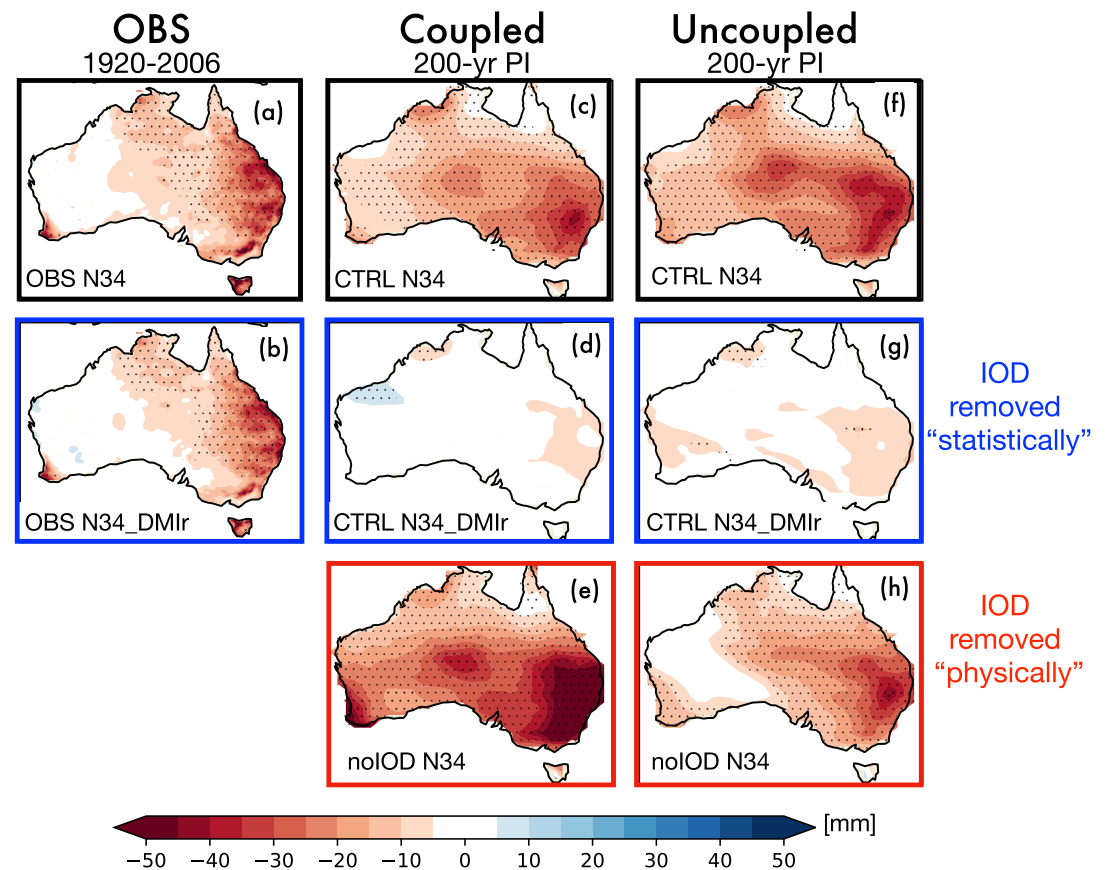 OBS
1920-2006
Coupled
200-yr PI
Uncoupled
200-yr PI
(a)
OBS N34
(c)
CTRL N34
(f)
CTRL N34
(b)
OBS N34_DMIr
(d)
CTRL N34_DMIr
(g)
CTRL N34_DMIr
IOD
removed
“statistically”
(e)
noIOD N34
(h)
noIOD N34
IOD
removed
“physically”
[mm]
−50 −40 −30 −20 −10 0 10 20 30 40 50